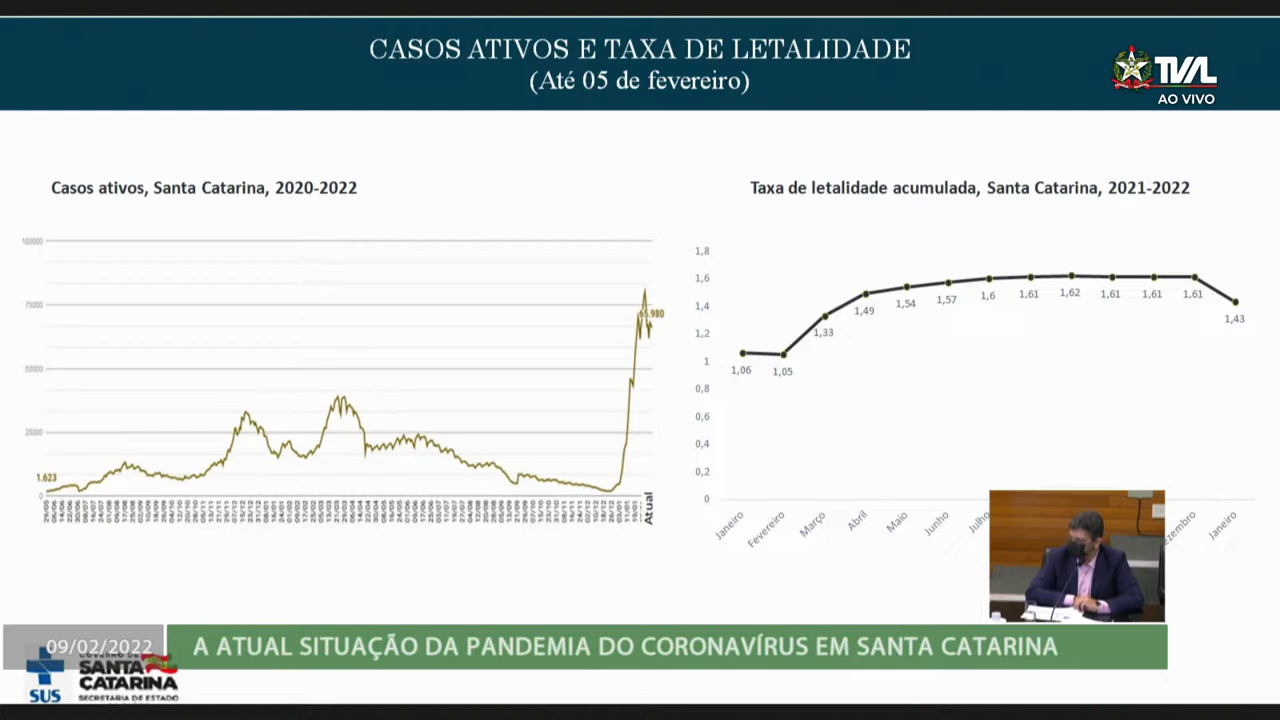 CASOS ATIVOS E TAXA DE LETALIDADE
(Até 05 de fevereiro)
TVAL
AO VIVO
Casos ativos, Santa Catarina, 2020-2022
Taxa de letalidade acumulada, Santa Catarina, 2021-2022
100000
75000
50000
25000
0
1.623
65.980
Atual
1,8
1,6
1,4
1,2
1
0,8
0,6
0,4
0,2
0
1,06
1,05
1,33
1,49
1,54
1,57
1,6
1,61
1,62
1,61
1,61
1,61
1,43
Janeiro
Fevereiro
Março
Abril
Maio
Junho
Julho
ezembro
Janeiro
09/02/2022
A ATUAL SITUAÇÃO DA PANDEMIA DO CORONAVÍRUS EM SANTA CATARINA
SUS
GOVERNO DE
SANTA
CATARINA
SECRETARIA DE ESTADO